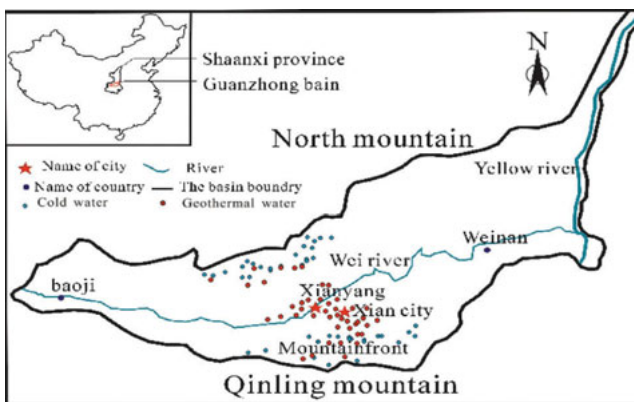 Shaanxi province
Guanzhong bain
N
North mountain
Name of city
River
Yellow river
Name of country
The basin boundry
Cold water
Geothermal water
Weinan
Wei river
baoji
Xianyang
Xian city
Mountainfront
Qinling mountain